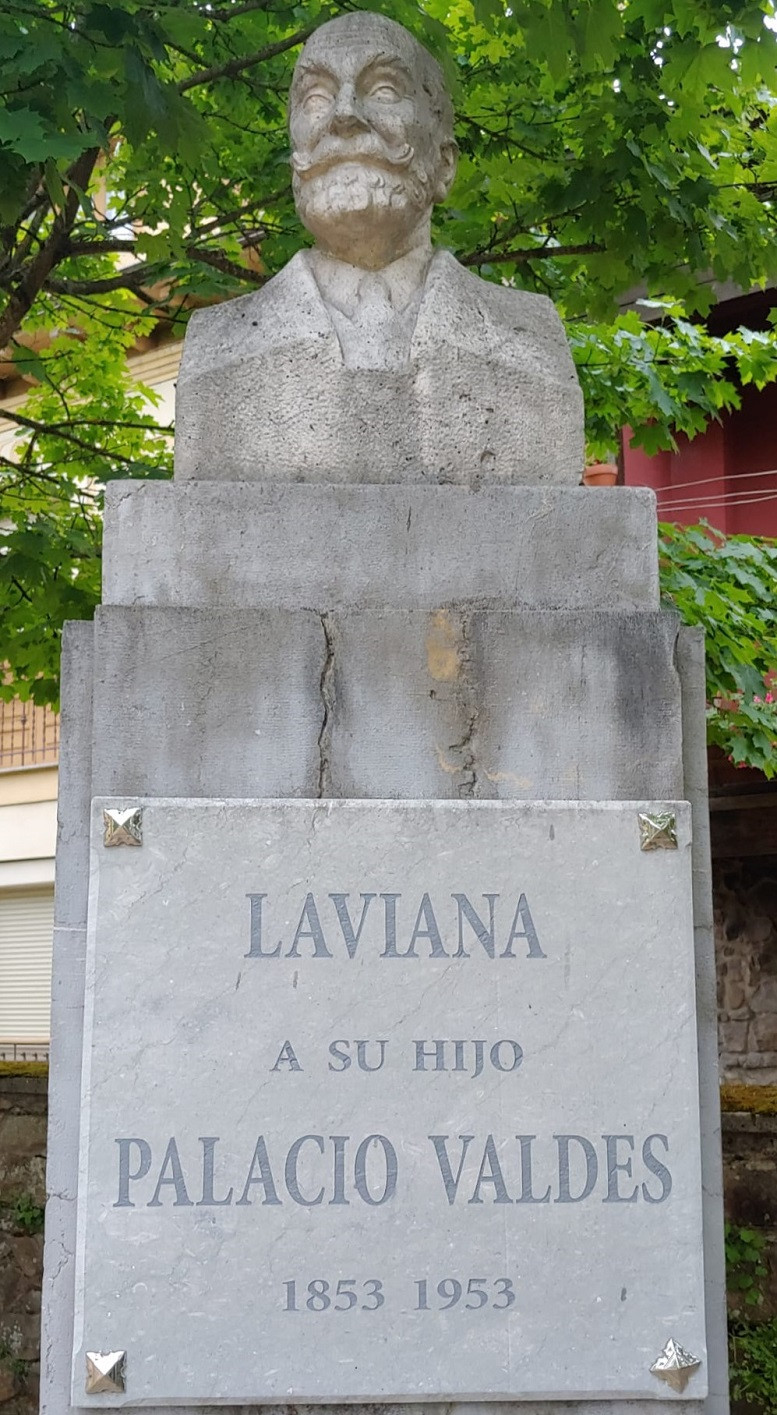 LAVIANA
A SU HIJO
PALACIO VALDES
1853 1953